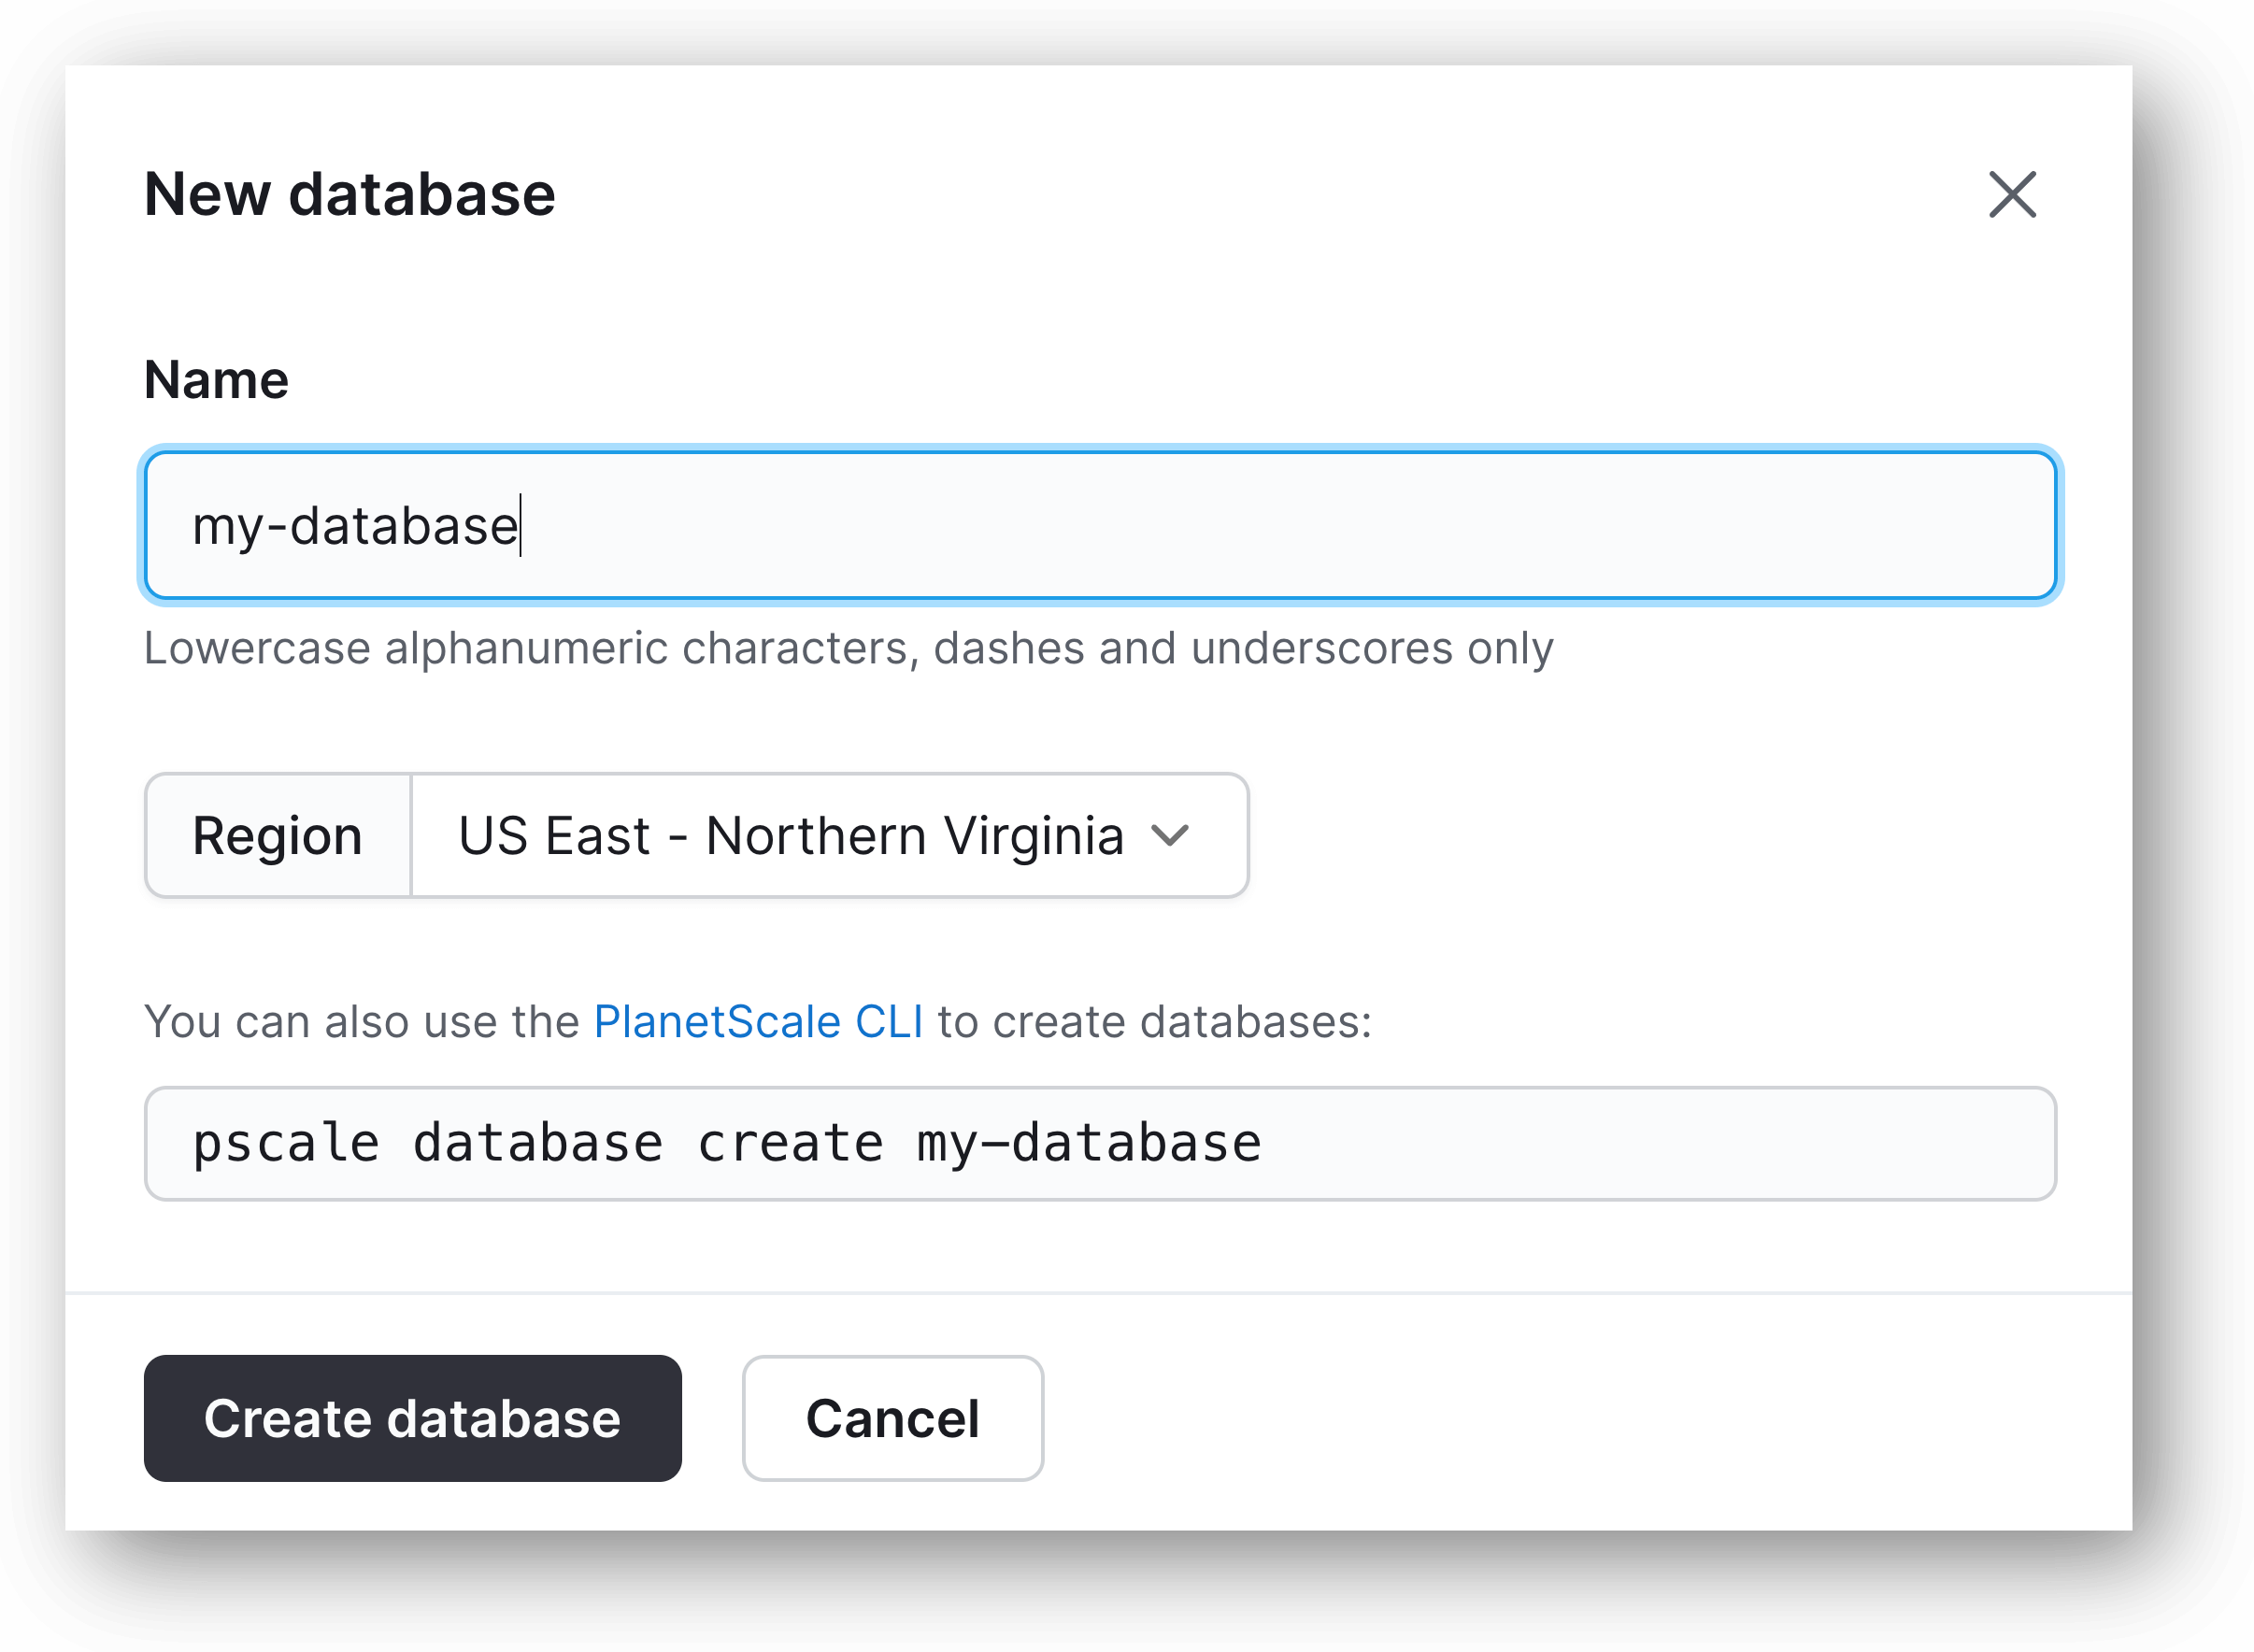 New database
Name
my-database
Lowercase alphanumeric characters, dashes and underscores only
Region US East - Northern Virginia
You can also use the PlanetScale CLI to create databases:
pscale database create my-database
Create database Cancel